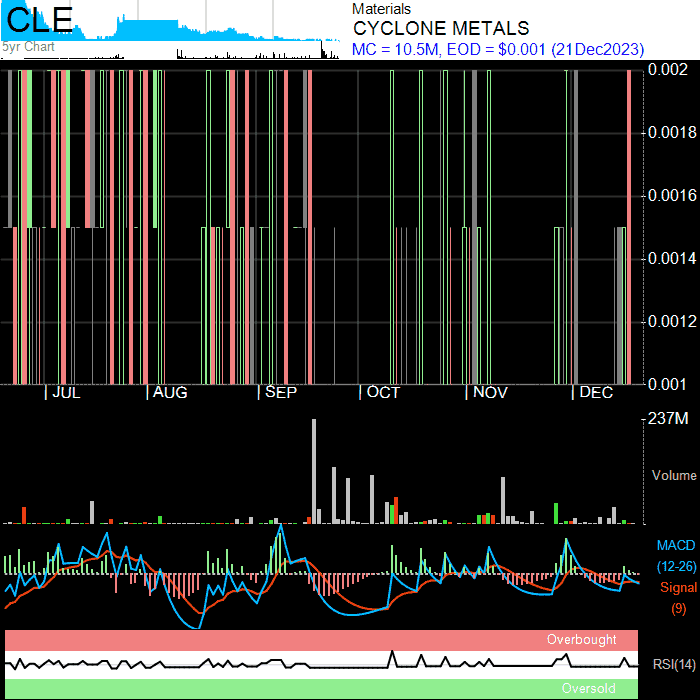 CLE
5yr Chart
Materials
CYCLONE METALS
MC = 10.5M, EOD = $0.001 (21Dec2023)
0.002
0.0018
0.0016
0.0014
0.0012
0.001
JUL AUG SEP OCT NOV DEC
237M
Volume
MACD
(12-26)
Signal
(9)
Overbought
RSI(14)
Oversold